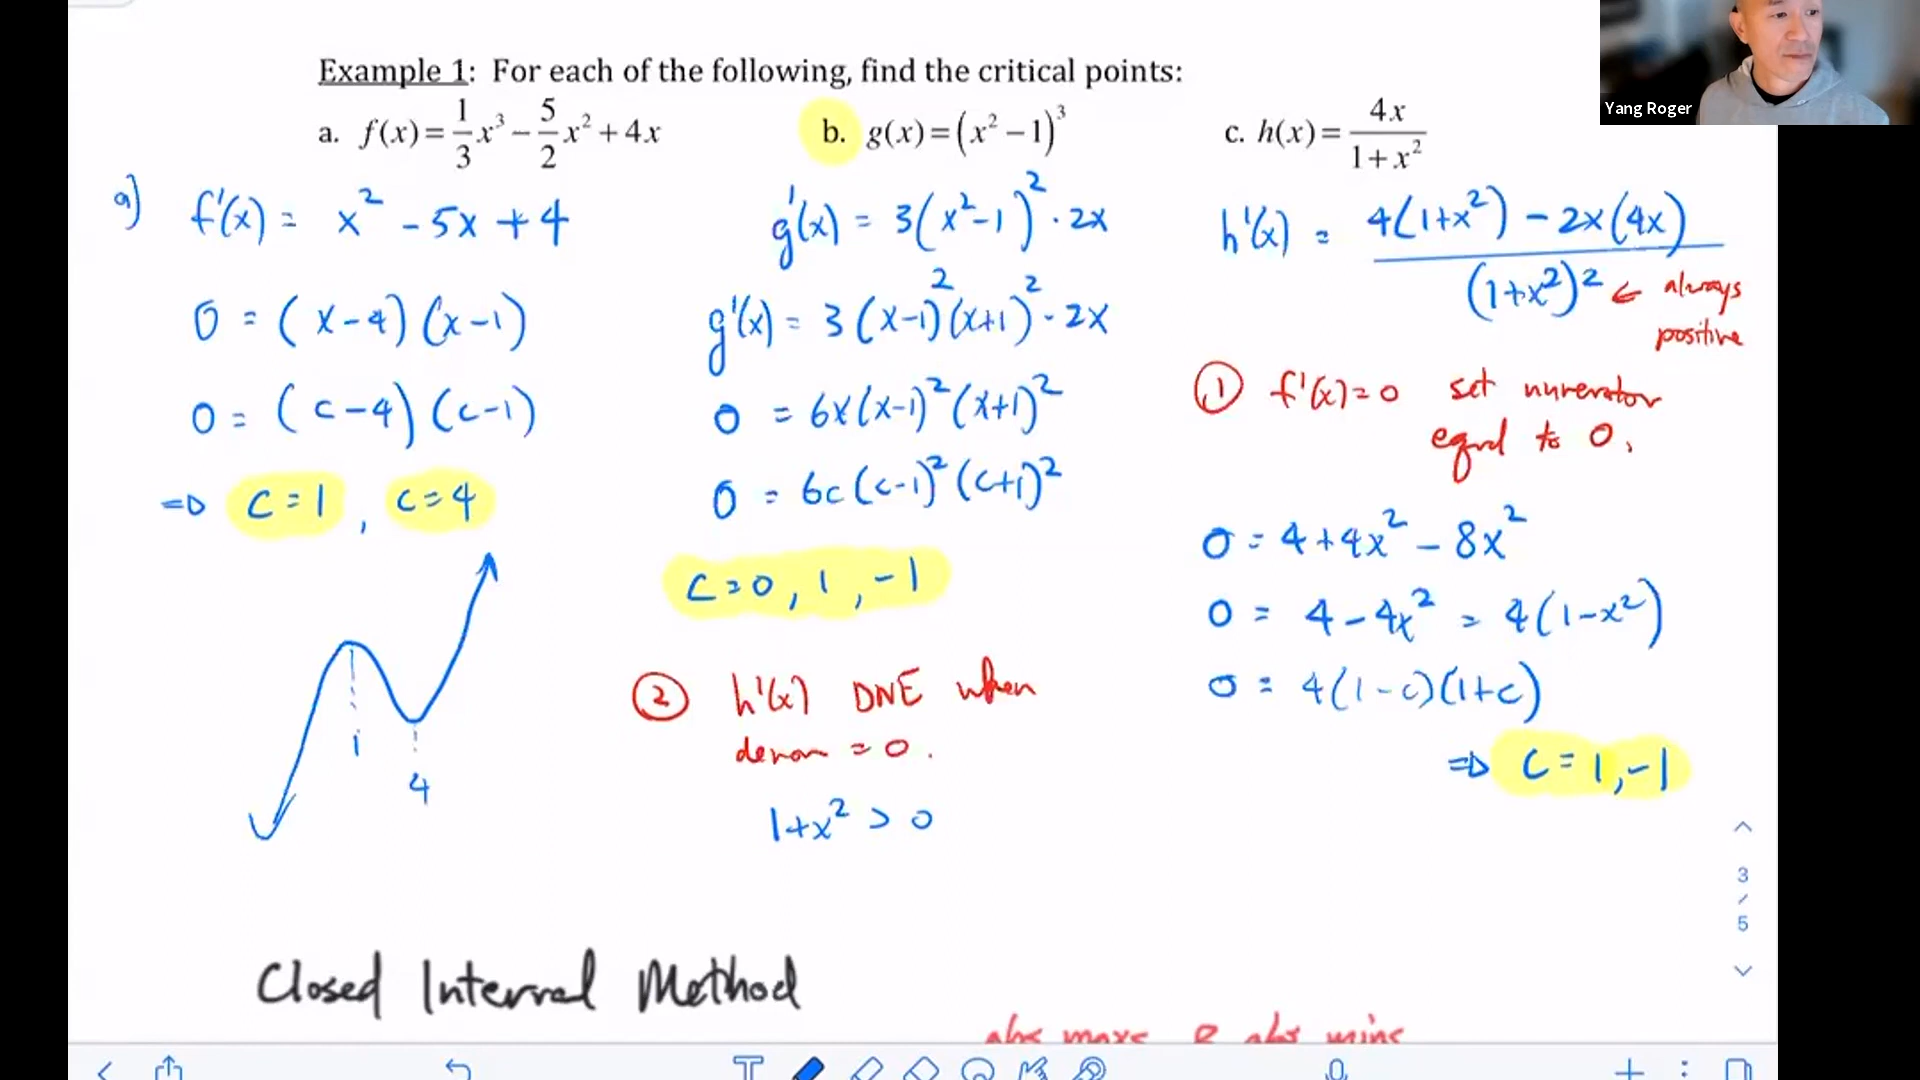 Example 1: For each of the following, find the critical points:
a. f(x) = 1/3 x³ − 5/2 x² + 4x
b. g(x) = (x² − 1)³
c. h(x) = 4x / (1 + x²)
Yang Roger
a) f'(x) = x² - 5x + 4
0 = (x-4)(x-1)
0 = (c-4)(c-1)
⇒ c=1, c=4
1
4
g'(x) = 3(x²-1)² · 2x
g'(x) = 3(x-1)²(x+1)² · 2x
0 = 6x(x-1)²(x+1)²
0 = 6c(c-1)²(c+1)²
c=0, 1, -1
② h'(x) DNE when
denom = 0.
1+x² > 0
h'(x) = 4(1+x²) - 2x(4x) / (1+x²)² ← always
positive
① f'(x)=0 set numerator
equal to 0.
0 = 4+4x² - 8x²
0 = 4-4x² = 4(1-x²)
0 = 4(1-c)(1+c)
⇒ c=1,-1
3
/
5
Closed Interval Method
abs maxs & abs mins
T